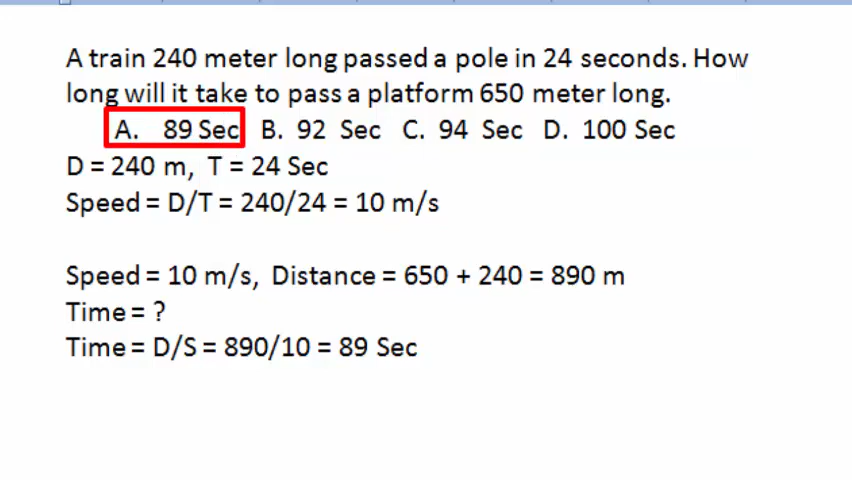 A train 240 meter long passed a pole in 24 seconds. How
long will it take to pass a platform 650 meter long.
A. 89 Sec B. 92 Sec C. 94 Sec D. 100 Sec
D = 240 m, T = 24 Sec
Speed = D/T = 240/24 = 10 m/s
Speed = 10 m/s, Distance = 650 + 240 = 890 m
Time = ?
Time = D/S = 890/10 = 89 Sec